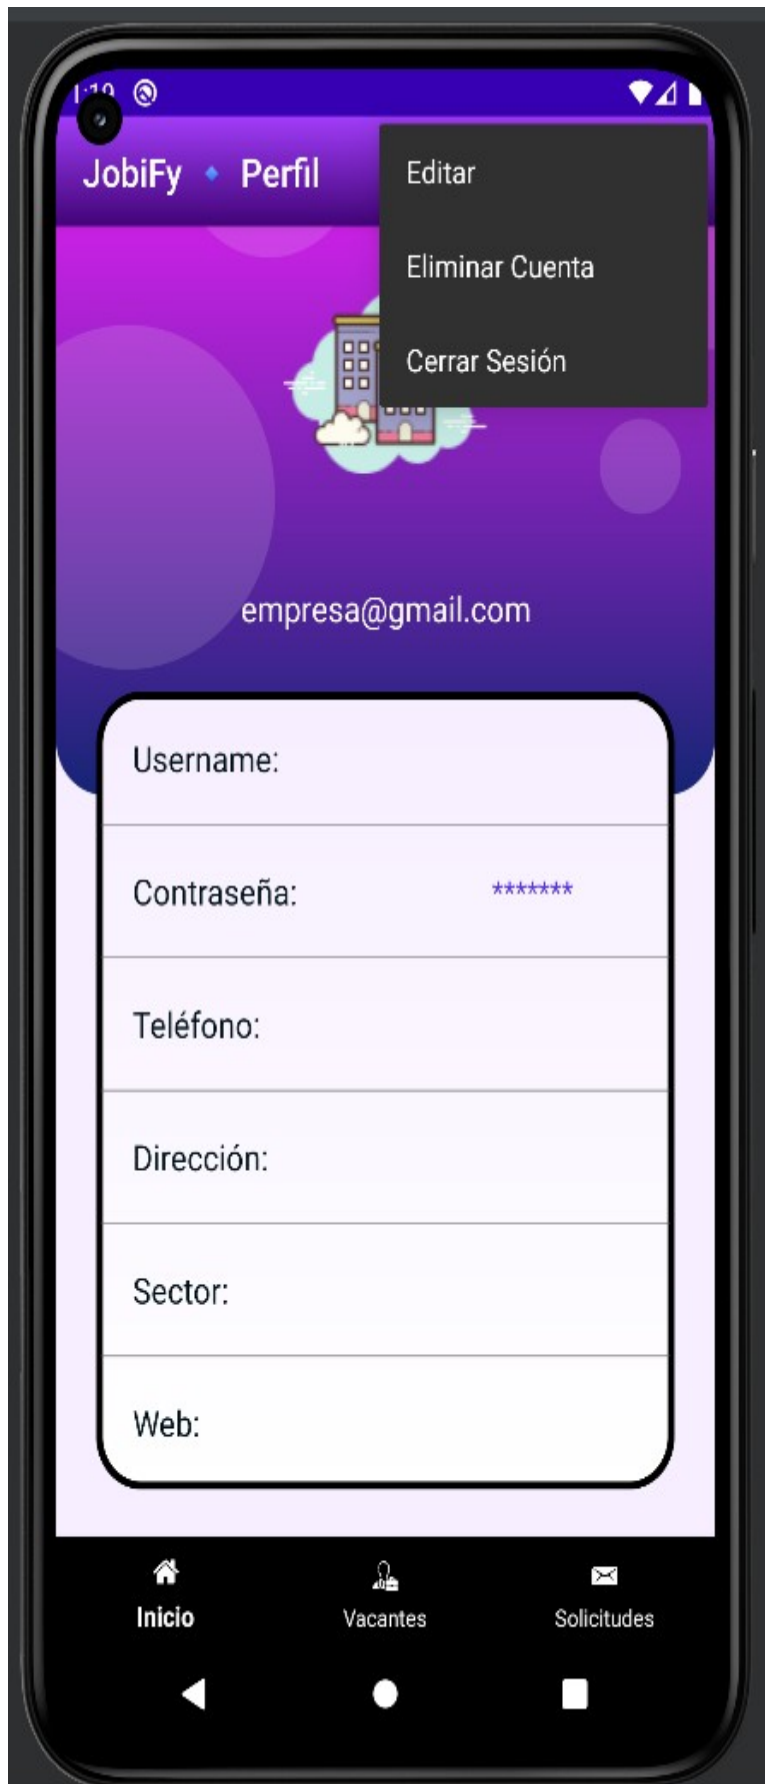 JobiFy 🔹 Perfil
Editar
Eliminar Cuenta
Cerrar Sesión
empresa@gmail.com
Username:
Contraseña: *******
Teléfono:
Dirección:
Sector:
Web:
Inicio Vacantes Solicitudes